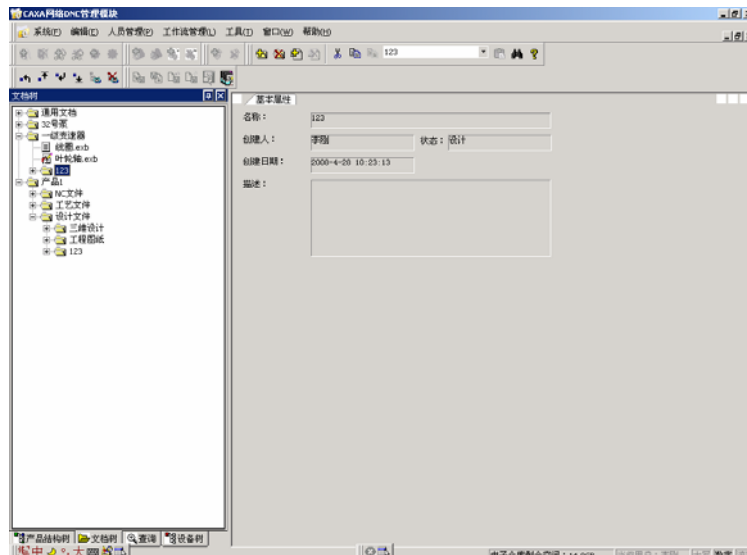 CAXA网络DNC管理模块
系统(F) 编辑(E) 人员管理(P) 工作流管理(L) 工具(T) 窗口(W) 帮助(H)
123
文档树
基本属性
通用文档
32号泵
一级变速器
线圈.exb
叶轮轴.exb
123
产品1
NC文件
工艺文件
设计文件
三维设计
工程图纸
123
名称: 123
创建人: 李刚 状态: 设计
创建日期: 2008-4-28 10:23:13
描述:
产品结构树 文档树 查询 设备树
中 大